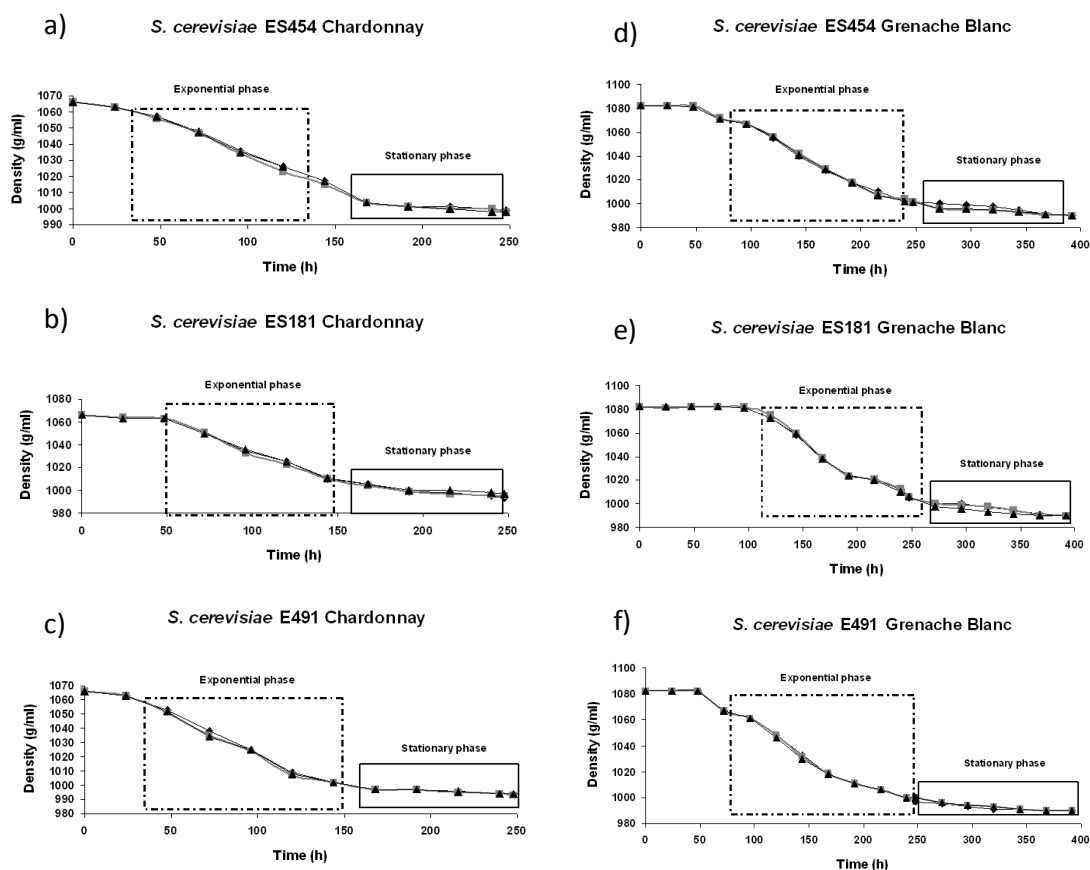 a)
S. cerevisiae ES454 Chardonnay
Exponential phase
Stationary phase
Density (g/ml)
1070
1060
1050
1040
1030
1020
1010
1000
990
0 50 100 150 200 250
Time (h)
d)
S. cerevisiae ES454 Grenache Blanc
Exponential phase
Stationary phase
Density (g/ml)
1100
1080
1060
1040
1020
1000
980
0 50 100 150 200 250 300 350 400
Time (h)
b)
S. cerevisiae ES181 Chardonnay
Exponential phase
Stationary phase
Density (g/ml)
1080
1060
1040
1020
1000
980
0 50 100 150 200 250
Time (h)
e)
S. cerevisiae ES181 Grenache Blanc
Exponential phase
Stationary phase
Density (g/ml)
1100
1080
1060
1040
1020
1000
980
0 50 100 150 200 250 300 350 400
Time (h)
c)
S. cerevisiae E491 Chardonnay
Exponential phase
Stationary phase
Density (g/ml)
1070
1060
1050
1040
1030
1020
1010
1000
990
980
0 50 100 150 200 250
Time (h)
f)
S. cerevisiae E491 Grenache Blanc
Exponential phase
Stationary phase
Density (g/ml)
1100
1080
1060
1040
1020
1000
980
0 50 100 150 200 250 300 350 400
Time (h)